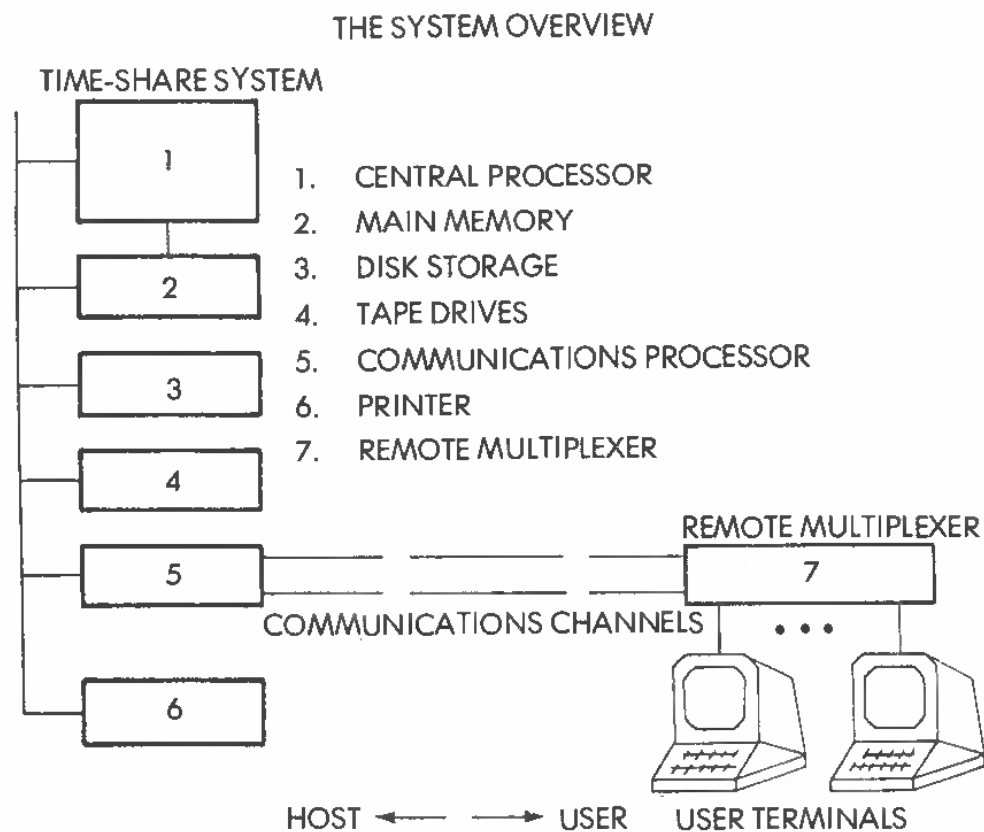 THE SYSTEM OVERVIEW
TIME-SHARE SYSTEM
1
2
3
4
5
6
1. CENTRAL PROCESSOR
2. MAIN MEMORY
3. DISK STORAGE
4. TAPE DRIVES
5. COMMUNICATIONS PROCESSOR
6. PRINTER
7. REMOTE MULTIPLEXER
REMOTE MULTIPLEXER
7
COMMUNICATIONS CHANNELS
HOST ←→ USER
USER TERMINALS